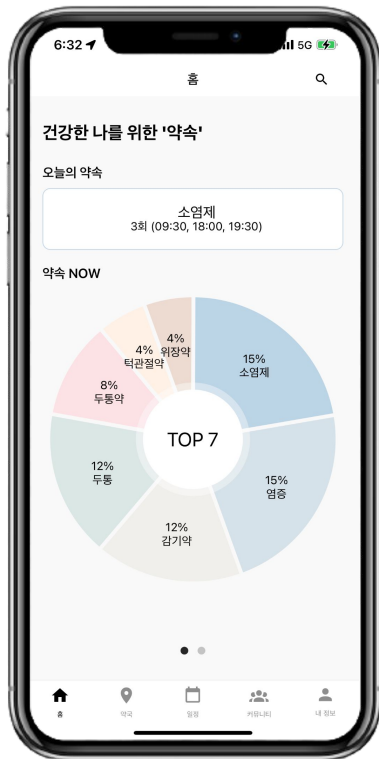 6:32
5G
홈
건강한 나를 위한 '약속'
오늘의 약속
소염제
3회 (09:30, 18:00, 19:30)
약속 NOW
4%
위장약
4%
턱관절약
15%
소염제
8%
두통약
TOP 7
12%
두통
15%
염증
12%
감기약
홈
약국
일정
커뮤니티
내 정보